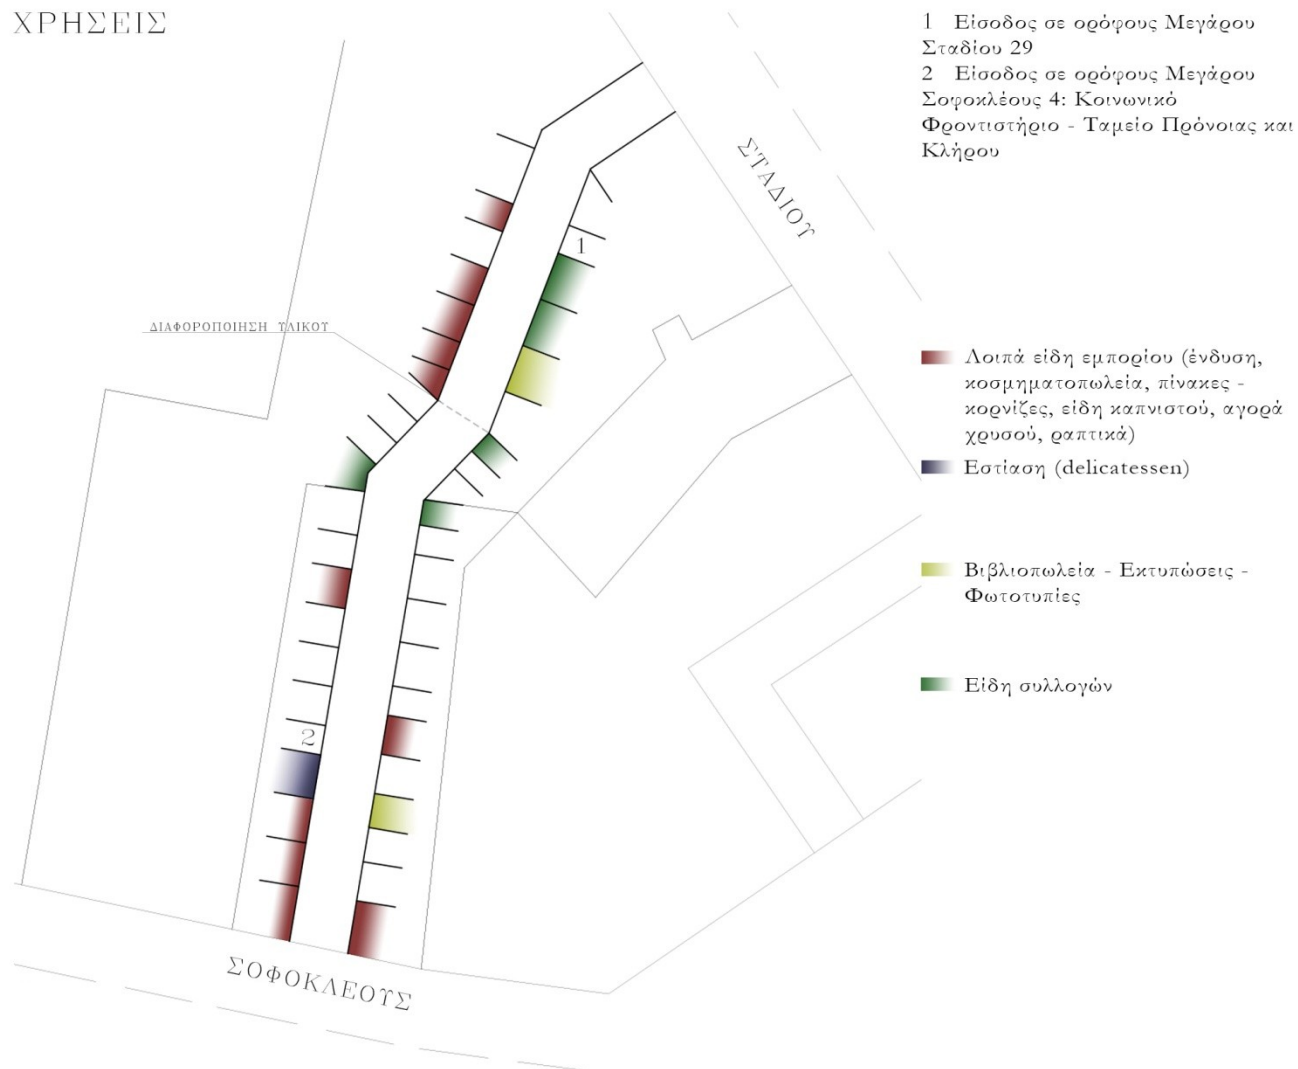 ΧΡΗΣΕΙΣ
1 Είσοδος σε ορόφους Μεγάρου
Σταδίου 29
2 Είσοδος σε ορόφους Μεγάρου
Σοφοκλέους 4: Κοινωνικό
Φροντιστήριο - Ταμείο Πρόνοιας και
Κλήρου
ΣΤΑΔΙΟΥ
1
ΔΙΑΦΟΡΟΠΟΙΗΣΗ ΥΛΙΚΟΥ
Λοιπά είδη εμπορίου (ένδυση,
κοσμηματοπωλεία, πίνακες -
κορνίζες, είδη καπνιστού, αγορά
χρυσού, ραπτικά)
Εστίαση (delicatessen)
Βιβλιοπωλεία - Εκτυπώσεις -
Φωτοτυπίες
Είδη συλλογών
2
ΣΟΦΟΚΛΕΟΥΣ